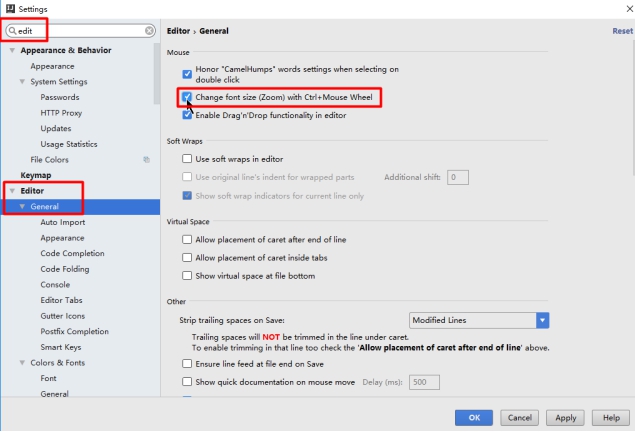 Settings
edit
Editor › General
Reset
Appearance & Behavior
Appearance
System Settings
Passwords
HTTP Proxy
Updates
Usage Statistics
File Colors
Keymap
Editor
General
Auto Import
Appearance
Code Completion
Code Folding
Console
Editor Tabs
Gutter Icons
Postfix Completion
Smart Keys
Colors & Fonts
Font
General
Mouse
Honor "CamelHumps" words settings when selecting on
double click
Change font size (Zoom) with Ctrl+Mouse Wheel
Enable Drag'n'Drop functionality in editor
Soft Wraps
Use soft wraps in editor
Use original line's indent for wrapped parts Additional shift: 0
Show soft wrap indicators for current line only
Virtual Space
Allow placement of caret after end of line
Allow placement of caret inside tabs
Show virtual space at file bottom
Other
Strip trailing spaces on Save: Modified Lines
Trailing spaces will NOT be trimmed in the line under caret.
To enable trimming in that line too check the 'Allow placement of caret after end of line' above.
Ensure line feed at file end on Save
Show quick documentation on mouse move Delay (ms): 500
OK Cancel Apply Help